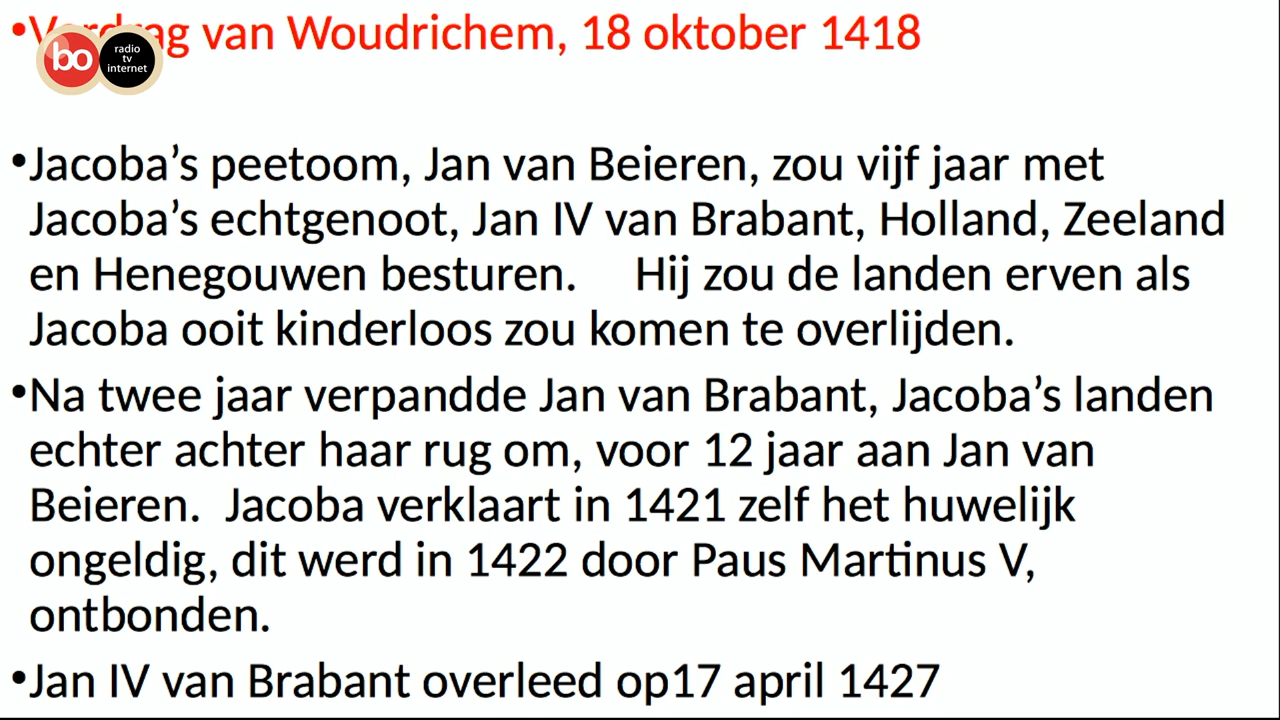 •Verdrag van Woudrichem, 18 oktober 1418
bo
radio
tv
internet
•Jacoba’s peetoom, Jan van Beieren, zou vijf jaar met
Jacoba’s echtgenoot, Jan IV van Brabant, Holland, Zeeland
en Henegouwen besturen. Hij zou de landen erven als
Jacoba ooit kinderloos zou komen te overlijden.
•Na twee jaar verpandde Jan van Brabant, Jacoba’s landen
echter achter haar rug om, voor 12 jaar aan Jan van
Beieren. Jacoba verklaart in 1421 zelf het huwelijk
ongeldig, dit werd in 1422 door Paus Martinus V,
ontbonden.
•Jan IV van Brabant overleed op17 april 1427